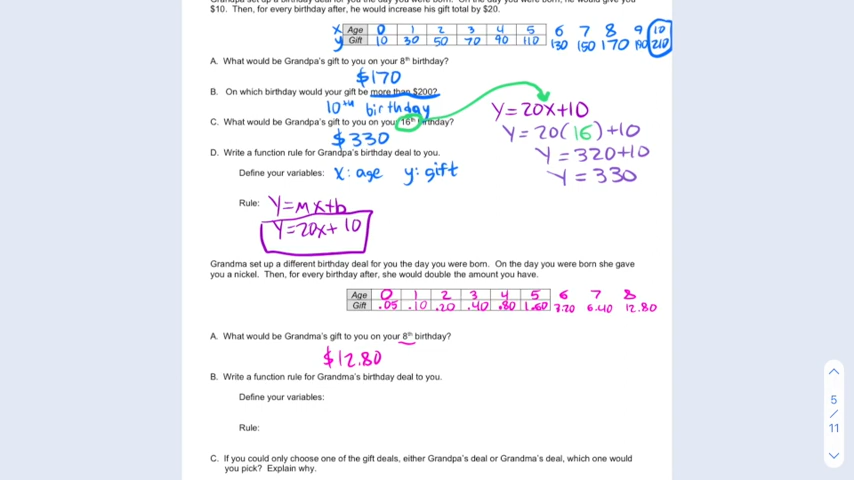 $10. Then, for every birthday after, he would increase his gift total by $20.
x Age 0 1 2 3 4 5 6 7 8 9 10
y Gift 10 30 50 70 90 110 130 150 170 190 210
A. What would be Grandpa's gift to you on your 8th birthday?
$170
B. On which birthday would your gift be more than $200?
10th birthday
y=20x+10
C. What would be Grandpa's gift to you on your 16th birthday?
y=20(16)+10
$330
y=320+10
D. Write a function rule for Grandpa's birthday deal to you.
Define your variables: x: age y: gift
y=330
Rule: y=mx+b
y=20x+10
Grandma set up a different birthday deal for you the day you were born. On the day you were born she gave
you a nickel. Then, for every birthday after, she would double the amount you have.
Age 0 1 2 3 4 5 6 7 8
Gift .05 .10 .20 .40 .80 1.60 3.20 6.40 12.80
A. What would be Grandma's gift to you on your 8th birthday?
$12.80
B. Write a function rule for Grandma's birthday deal to you.
Define your variables:
Rule:
C. If you could only choose one of the gift deals, either Grandpa's deal or Grandma's deal, which one would
you pick? Explain why.
5
/
11